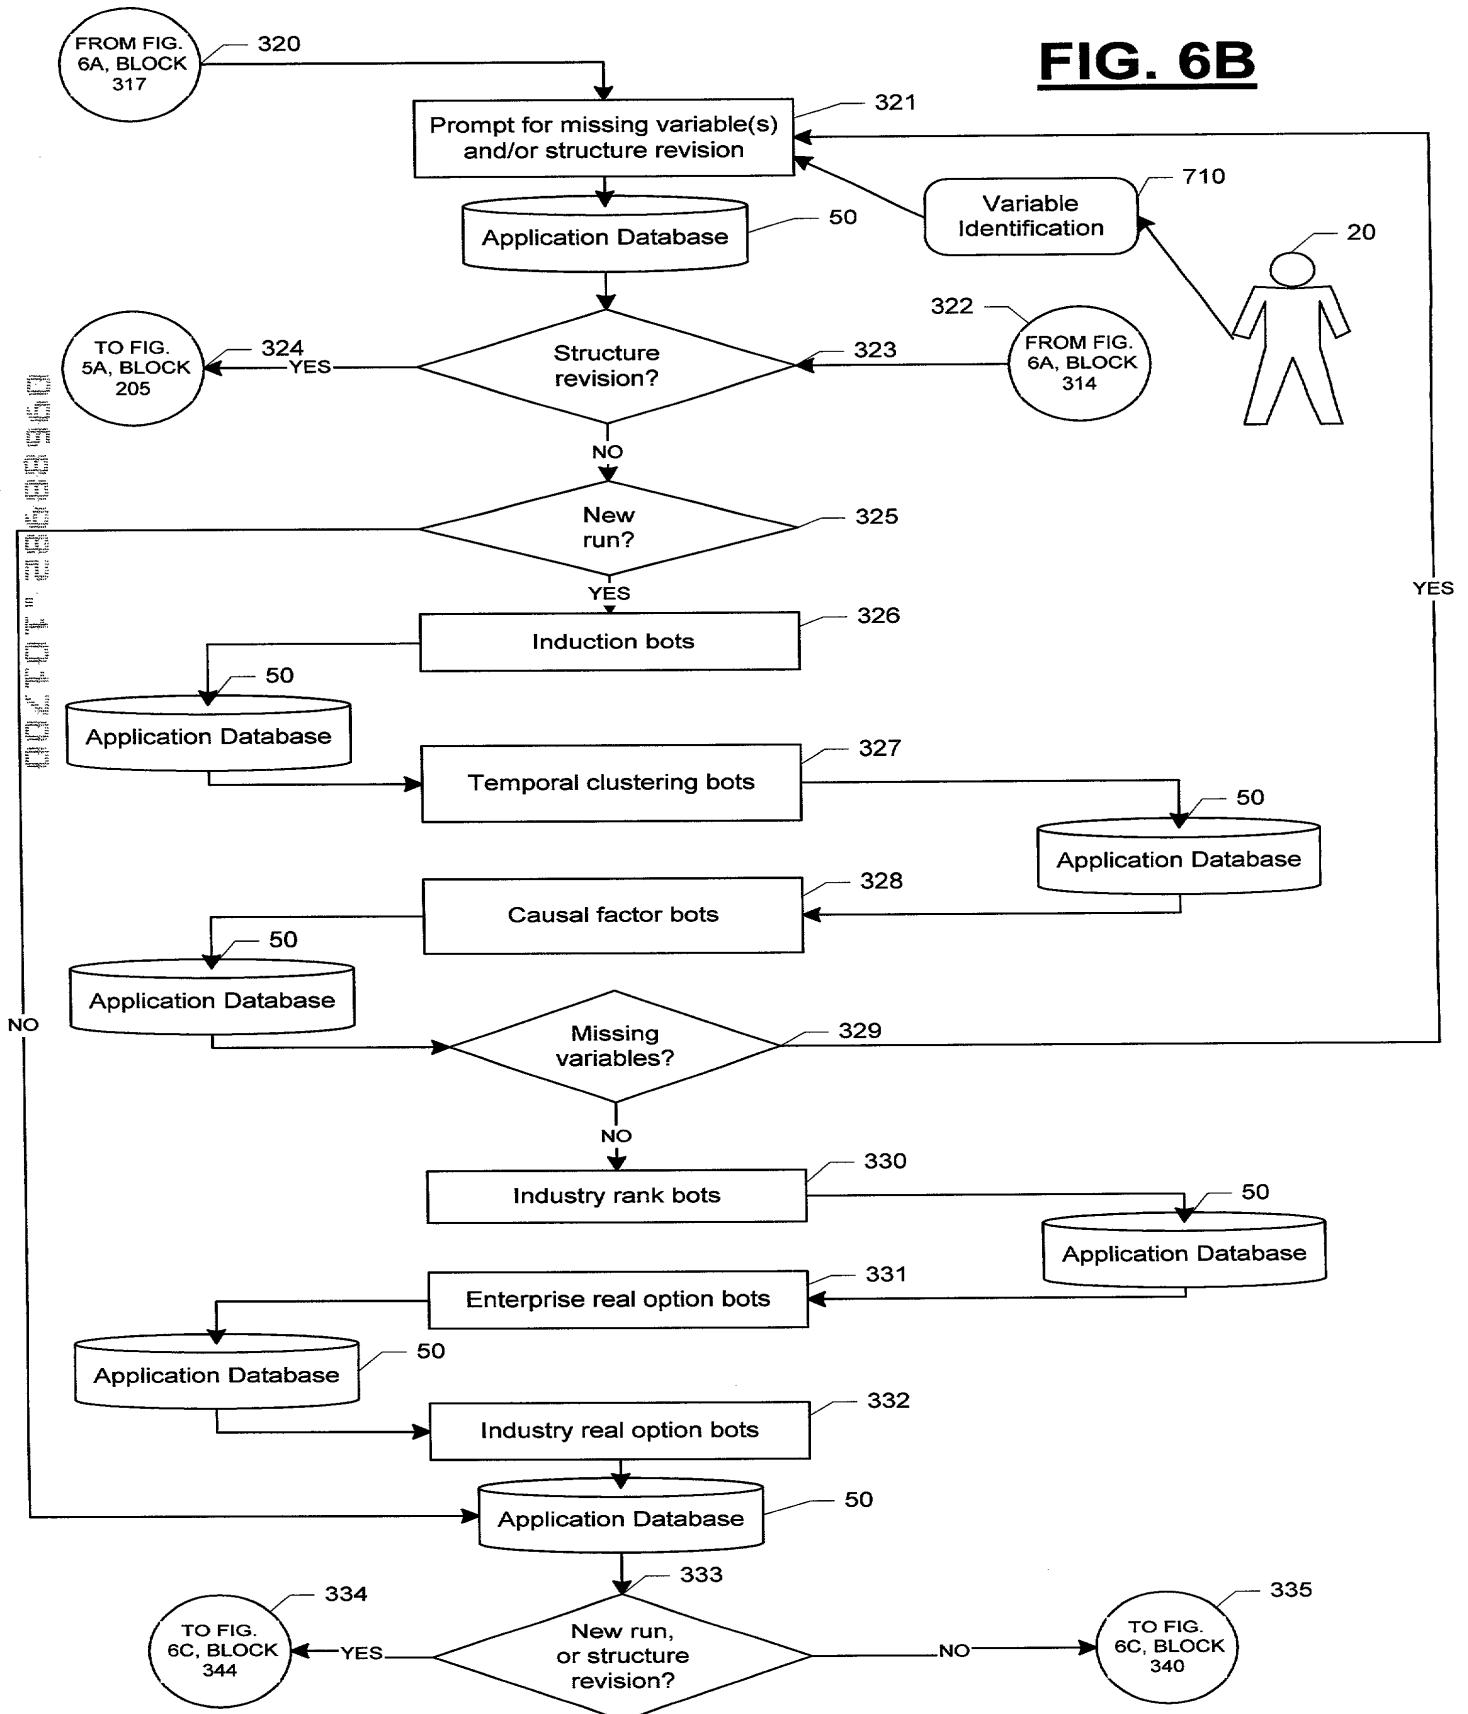 FROM FIG.
6A, BLOCK
317
320
FIG. 6B
Prompt for missing variable(s)
and/or structure revision
321
Variable
Identification
710
Application Database
50
20
322
TO FIG.
5A, BLOCK
205
324
YES
Structure
revision?
323
FROM FIG.
6A, BLOCK
314
NO
New
run?
325
YES
YES
Induction bots
326
50
Application Database
Temporal clustering bots
327
50
Application Database
Causal factor bots
328
50
Application Database
NO
Missing
variables?
329
NO
Industry rank bots
330
50
Application Database
Enterprise real option bots
331
Application Database
50
Industry real option bots
332
Application Database
50
333
334
TO FIG.
6C, BLOCK
344
YES
New run,
or structure
revision?
NO
335
TO FIG.
6C, BLOCK
340